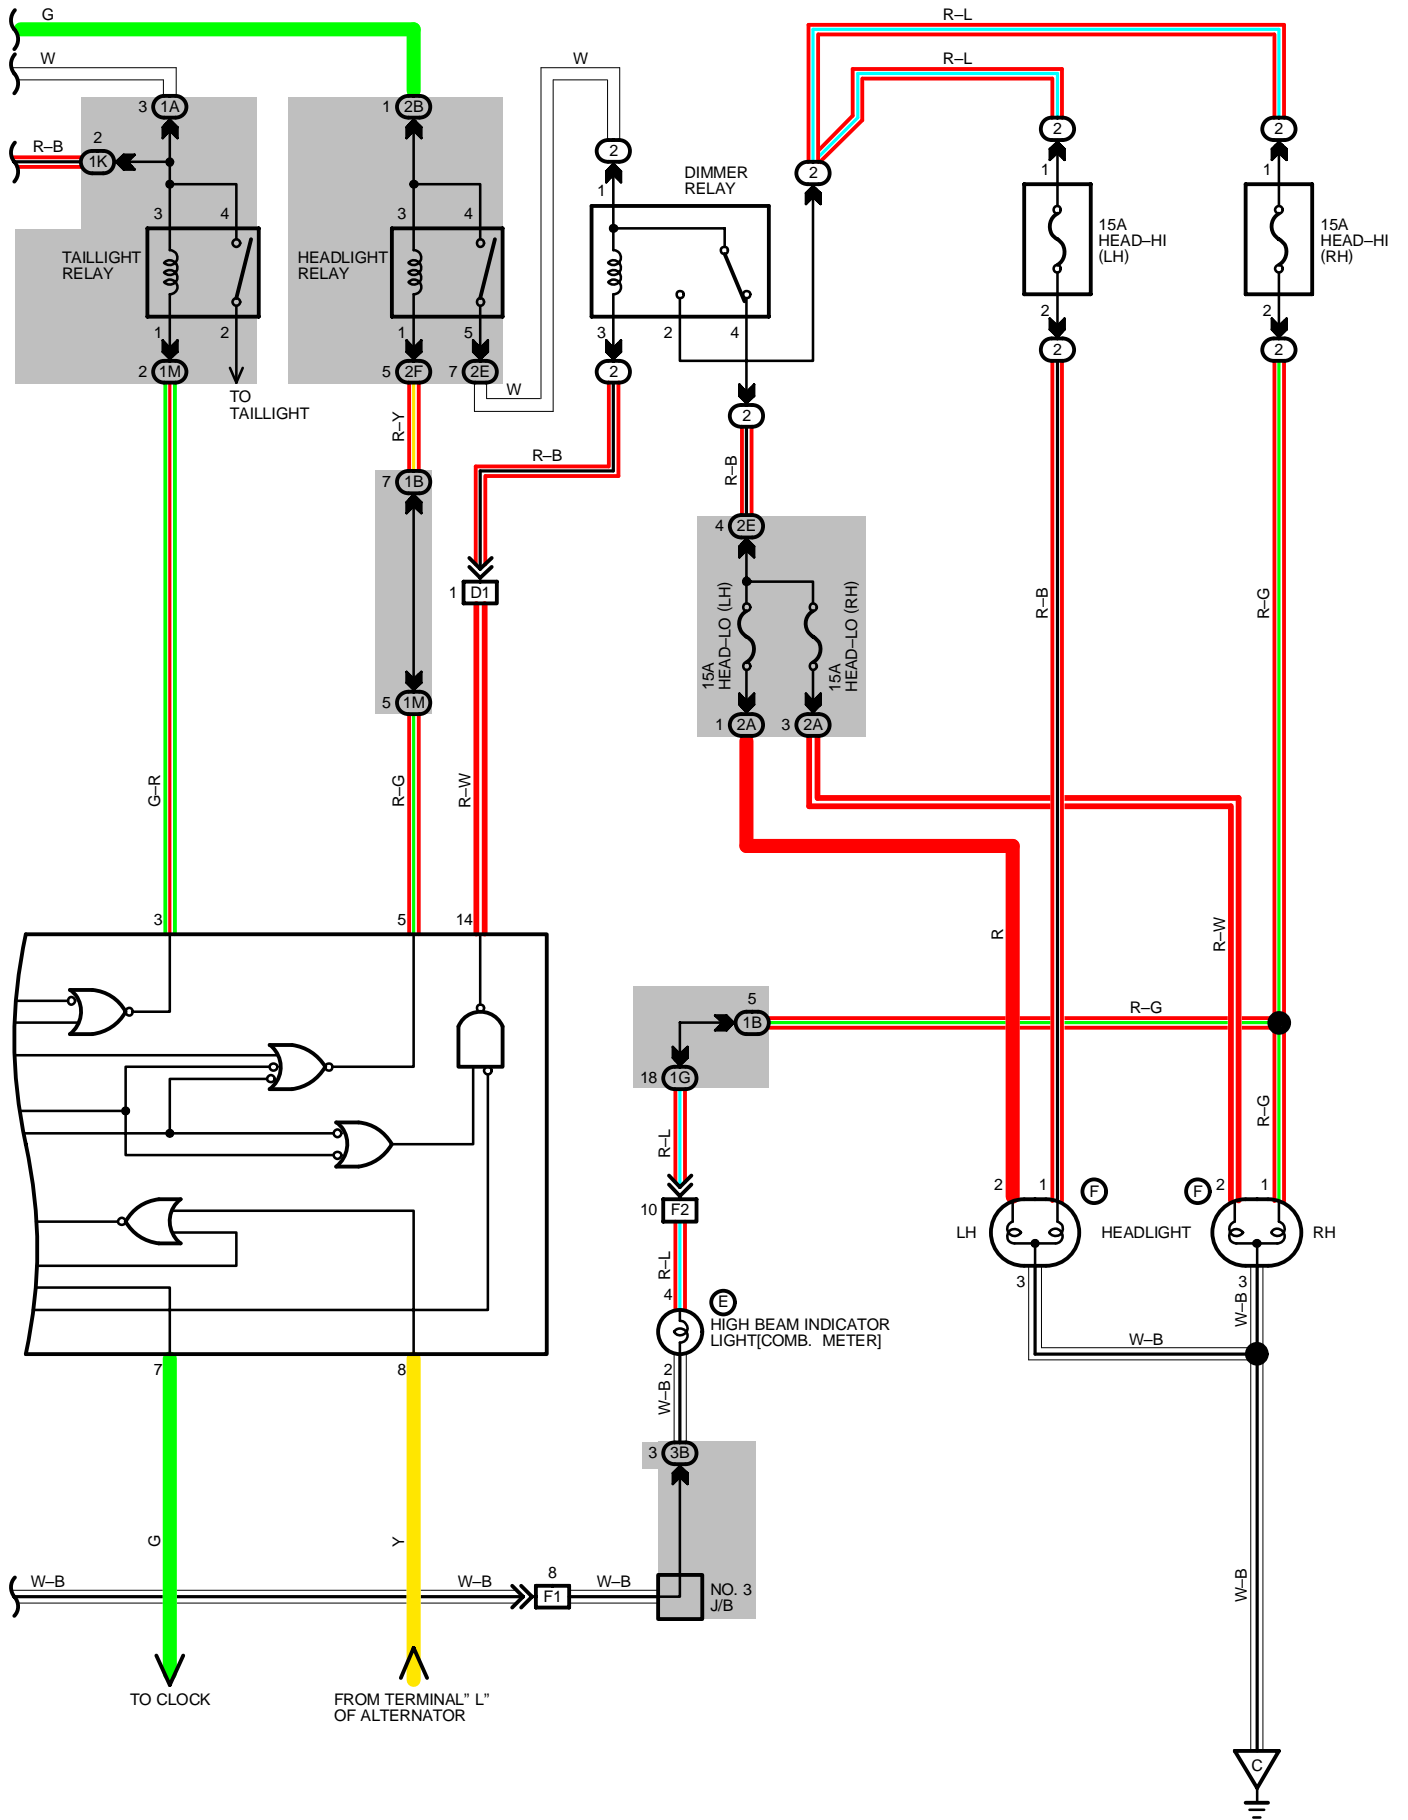 G
R–L
W
W
R–L
3 1A
1 2B
2
2
2
R–B
2
1K
2
DIMMER
RELAY
2
1
1
1
3
4
3
4
TAILLIGHT
RELAY
HEADLIGHT
RELAY
15A
HEAD–HI
(LH)
15A
HEAD–HI
(RH)
1
2
1
5
3
2
4
2
2
2 1M
5 2F
7 2E
2
2
2
TO
TAILLIGHT
W
2
R–Y
R–B
R–B
7 1B
4 2E
1 D1
15A
HEAD–LO (LH)
15A
HEAD–LO (RH)
R–B
R–G
5 1M
1 2A
3 2A
G–R
R–G
R–W
3
5
14
R
R–W
5
1B
R–G
18 1G
R–L
R–G
2
1
F
F
2
1
10 F2
LH
HEADLIGHT
RH
R–L
4
E
3
3
HIGH BEAM INDICATOR
LIGHT[COMB. METER]
W–B
W–B
7
8
2
W–B
3 3B
G
Y
W–B
W–B
8
F1
W–B
NO. 3
J/B
W–B
TO CLOCK
FROM TERMINAL” L”
OF ALTERNATOR
C